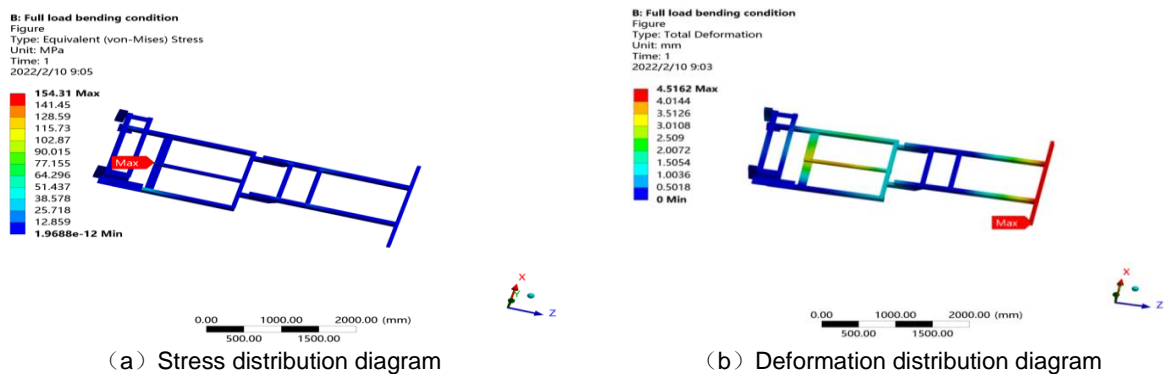 B: Full load bending condition
Figure
Type: Equivalent (von-Mises) Stress
Unit: MPa
Time: 1
2022/2/10 9:05
154.31 Max
141.45
128.59
115.73
102.87
90.015
77.155
64.296
51.437
38.578
25.718
12.859
1.9688e-12 Min
Max
X
Y
Z
0.00 1000.00 2000.00 (mm)
500.00 1500.00
（a）Stress distribution diagram
B: Full load bending condition
Figure
Type: Total Deformation
Unit: mm
Time: 1
2022/2/10 9:03
4.5162 Max
4.0144
3.5126
3.0108
2.509
2.0072
1.5054
1.0036
0.5018
0 Min
Max
X
Z
0.00 1000.00 2000.00 (mm)
500.00 1500.00
（b）Deformation distribution diagram